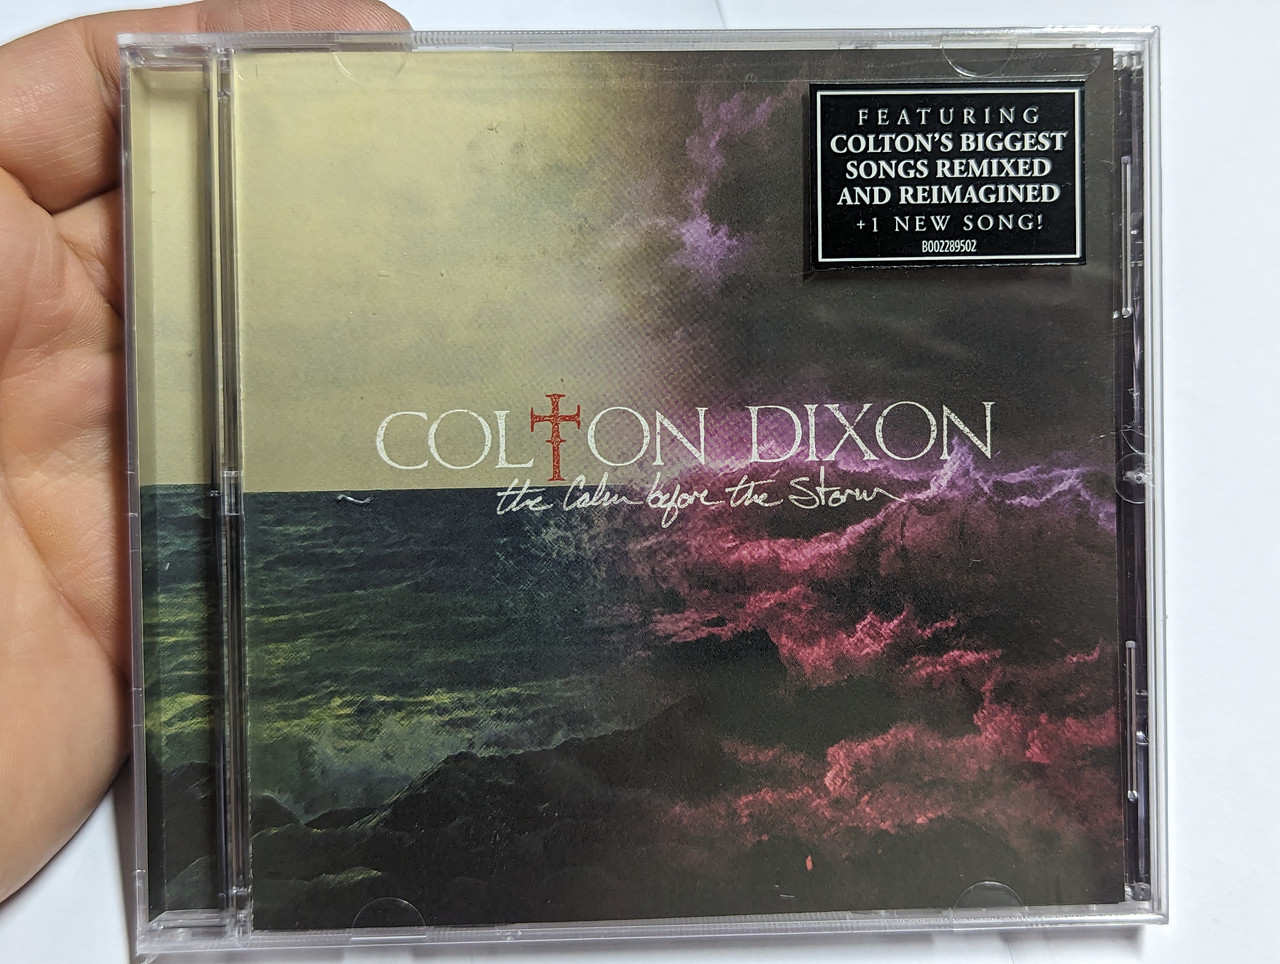 FEATURING
COLTON'S BIGGEST
SONGS REMIXED
AND REIMAGINED
+1 NEW SONG!
B002289502
COLTON DIXON
the Calm before the Storm